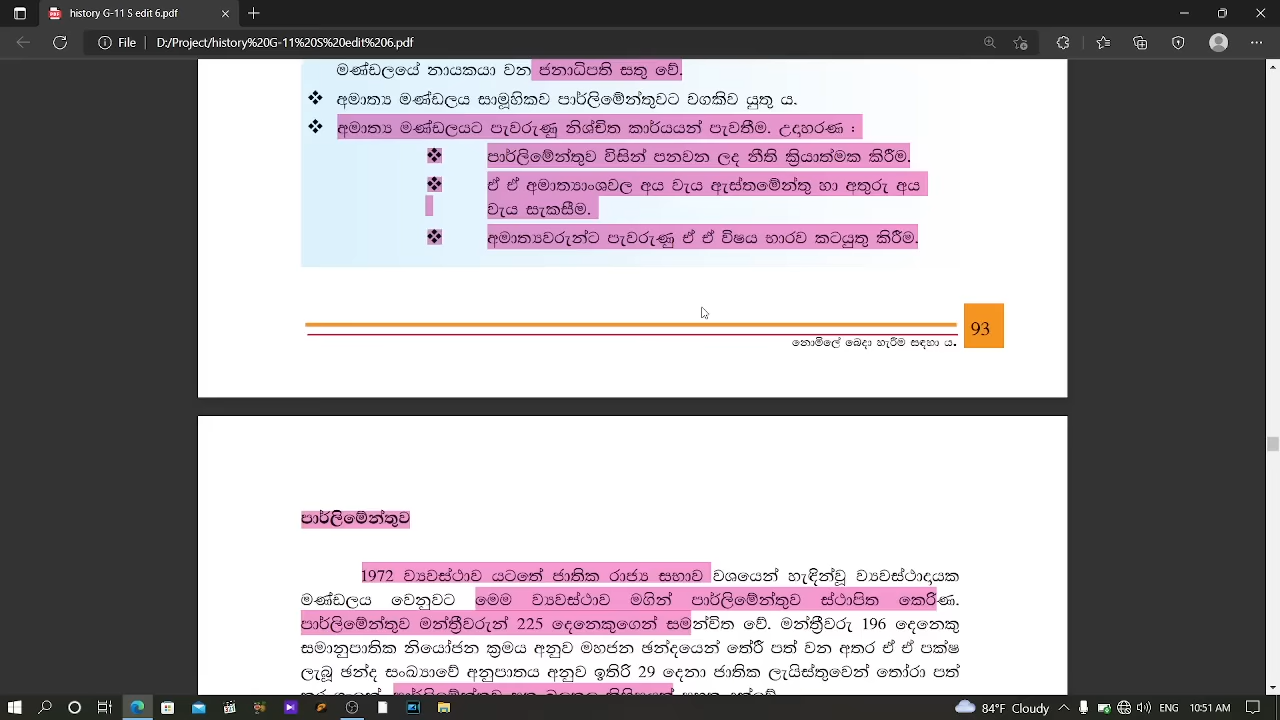 history G-11 S edit 6.pdf
File D:/Project/history%20G-11%20S%20edit%206.pdf
මණ්ඩලයේ නායකයා වන ජනාධිපති සතු වේ.
❖ අමාත්‍ය මණ්ඩලය සාමූහිකව පාර්ලිමේන්තුවට වගකිව යුතු ය.
❖ අමාත්‍ය මණ්ඩලයට පැවරුණු නිශ්චිත කාර්යයන් පැවතීම. උදාහරණ :
❖ පාර්ලිමේන්තුව විසින් පනවන ලද නීති ක්‍රියාත්මක කිරීම.
❖ ඒ ඒ අමාත්‍යාංශවල අය වැය ඇස්තමේන්තු හා අතුරු අය
වැය සැකසීම.
❖ අමාත්‍යවරුන්ට පැවරුණු ඒ ඒ විෂය භාරව කටයුතු කිරීම.
93
නොමිලේ බෙදා හැරීම සඳහා ය.
පාර්ලිමේන්තුව
1972 ව්‍යවස්ථාව යටතේ ජාතික රාජ්‍ය සභාව වශයෙන් හැඳින්වූ ව්‍යවස්ථාදායක
මණ්ඩලය වෙනුවට මෙම ව්‍යවස්ථාව මගින් පාර්ලිමේන්තුව ස්ථාපිත කෙරිණ.
පාර්ලිමේන්තුව මන්ත්‍රීවරුන් 225 දෙනෙකුගෙන් සමන්විත වේ. මන්ත්‍රීවරු 196 දෙනෙකු
සමානුපාතික නියෝජන ක්‍රමය අනුව මහජන ඡන්දයෙන් තේරී පත් වන අතර ඒ ඒ පක්ෂ
ලැබූ ඡන්ද සංඛ්‍යාවේ අනුපාතය අනුව ඉතිරි 29 දෙනා ජාතික ලැයිස්තුවෙන් තෝරා පත්
84°F Cloudy ENG 10:51 AM